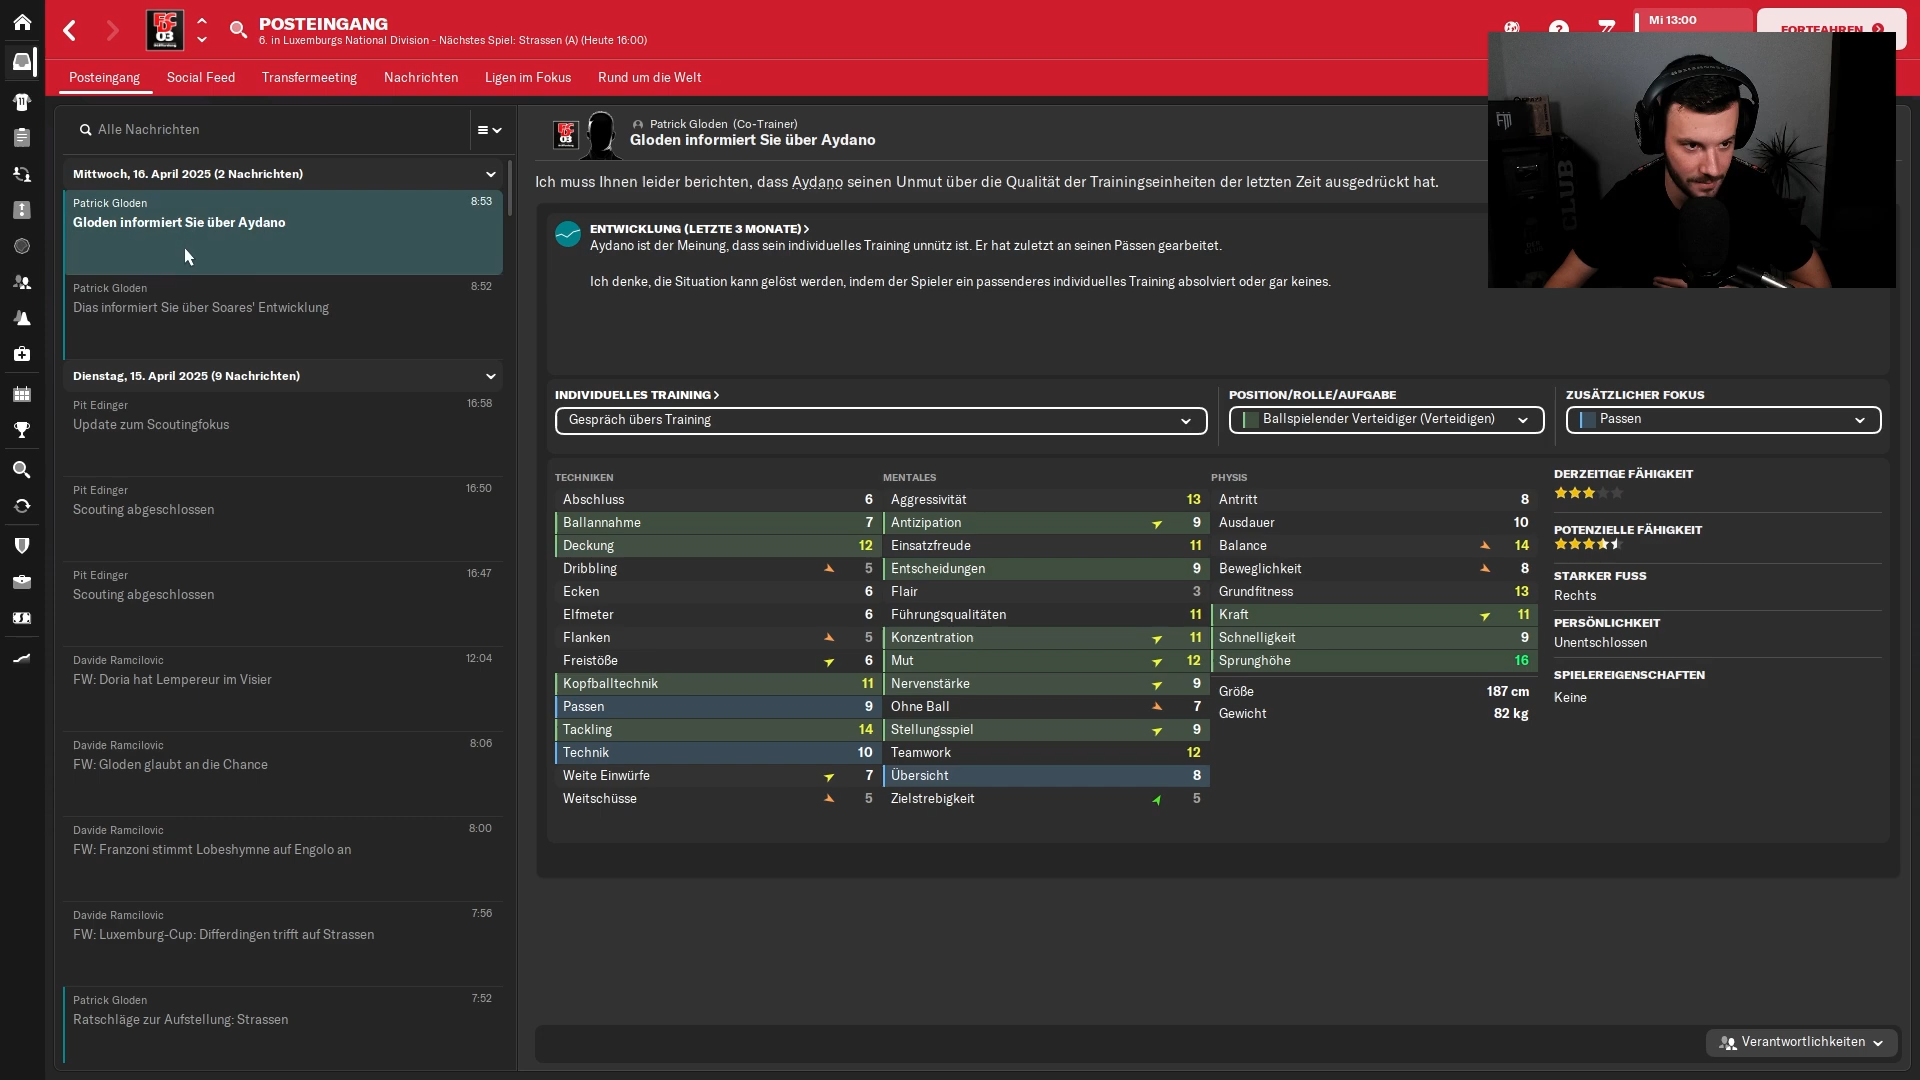 POSTEINGANG
6. in Luxemburgs National Division - Nächstes Spiel: Strassen (A) (Heute 16:00)
Mi 13:00
FORTFAHREN
Posteingang
Social Feed
Transfermeeting
Nachrichten
Ligen im Fokus
Rund um die Welt
Alle Nachrichten
Mittwoch, 16. April 2025 (2 Nachrichten)
Patrick Gloden 8:53
Gloden informiert Sie über Aydano
Patrick Gloden 8:52
Dias informiert Sie über Soares' Entwicklung
Dienstag, 15. April 2025 (9 Nachrichten)
Pit Edinger 16:58
Update zum Scoutingfokus
Pit Edinger 16:50
Scouting abgeschlossen
Pit Edinger 16:47
Scouting abgeschlossen
Davide Ramcilovic 12:04
FW: Doria hat Lempereur im Visier
Davide Ramcilovic 8:06
FW: Gloden glaubt an die Chance
Davide Ramcilovic 8:00
FW: Franzoni stimmt Lobeshymne auf Engolo an
Davide Ramcilovic 7:56
FW: Luxemburg-Cup: Differdingen trifft auf Strassen
Patrick Gloden 7:52
Ratschläge zur Aufstellung: Strassen
Patrick Gloden (Co-Trainer)
Gloden informiert Sie über Aydano
Ich muss Ihnen leider berichten, dass Aydano seinen Unmut über die Qualität der Trainingseinheiten der letzten Zeit ausgedrückt hat.
ENTWICKLUNG (LETZTE 3 MONATE)
Aydano ist der Meinung, dass sein individuelles Training unnütz ist. Er hat zuletzt an seinen Pässen gearbeitet.
Ich denke, die Situation kann gelöst werden, indem der Spieler ein passenderes individuelles Training absolviert oder gar keines.
INDIVIDUELLES TRAINING
Gespräch übers Training
POSITION/ROLLE/AUFGABE
Ballspielender Verteidiger (Verteidigen)
ZUSÄTZLICHER FOKUS
Passen
TECHNIKEN
Abschluss 6
Ballannahme 7
Deckung 12
Dribbling 5
Ecken 6
Elfmeter 6
Flanken 5
Freistöße 6
Kopfballtechnik 11
Passen 9
Tackling 14
Technik 10
Weite Einwürfe 7
Weitschüsse 5
MENTALES
Aggressivität 13
Antizipation 9
Einsatzfreude 11
Entscheidungen 9
Flair 3
Führungsqualitäten 11
Konzentration 11
Mut 12
Nervenstärke 9
Ohne Ball 7
Stellungsspiel 9
Teamwork 12
Übersicht 8
Zielstrebigkeit 5
PHYSIS
Antritt 8
Ausdauer 10
Balance 14
Beweglichkeit 8
Grundfitness 13
Kraft 11
Schnelligkeit 9
Sprunghöhe 16
Größe 187 cm
Gewicht 82 kg
DERZEITIGE FÄHIGKEIT
POTENZIELLE FÄHIGKEIT
STARKER FUSS
Rechts
PERSÖNLICHKEIT
Unentschlossen
SPIELEREIGENSCHAFTEN
Keine
Verantwortlichkeiten